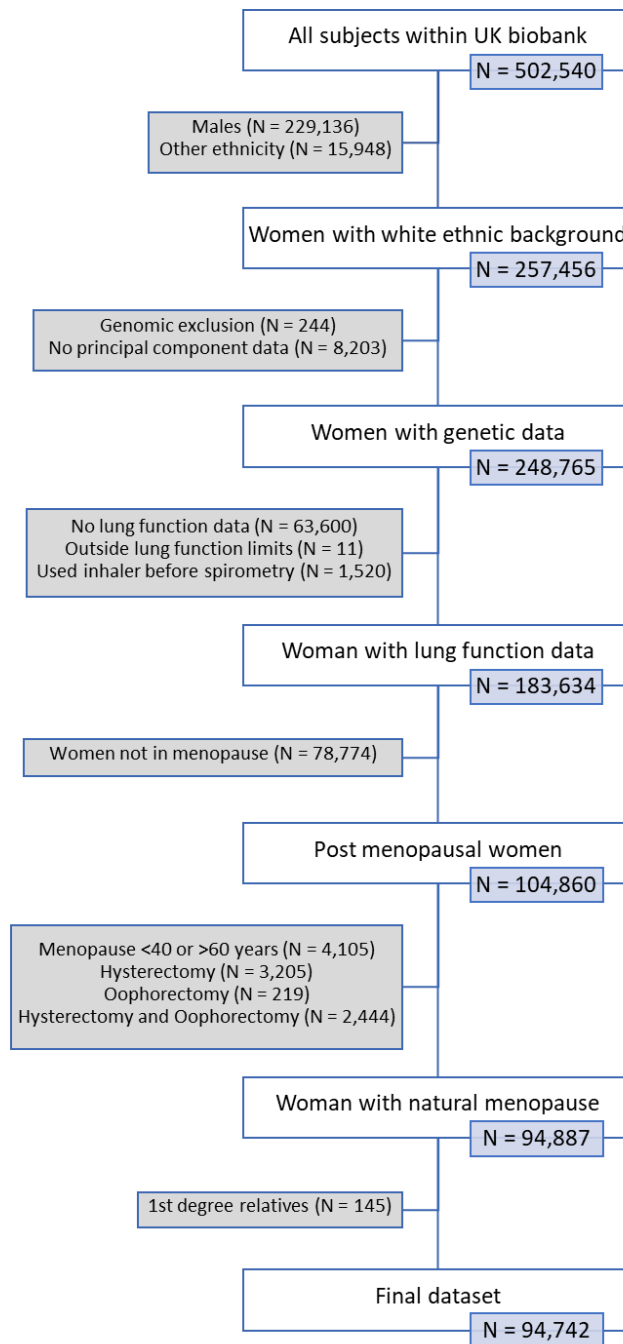 All subjects within UK biobank
N = 502,540
Males (N = 229,136)
Other ethnicity (N = 15,948)
Women with white ethnic background
N = 257,456
Genomic exclusion (N = 244)
No principal component data (N = 8,203)
Women with genetic data
N = 248,765
No lung function data (N = 63,600)
Outside lung function limits (N = 11)
Used inhaler before spirometry (N = 1,520)
Woman with lung function data
N = 183,634
Women not in menopause (N = 78,774)
Post menopausal women
N = 104,860
Menopause <40 or >60 years (N = 4,105)
Hysterectomy (N = 3,205)
Oophorectomy (N = 219)
Hysterectomy and Oophorectomy (N = 2,444)
Woman with natural menopause
N = 94,887
1st degree relatives (N = 145)
Final dataset
N = 94,742